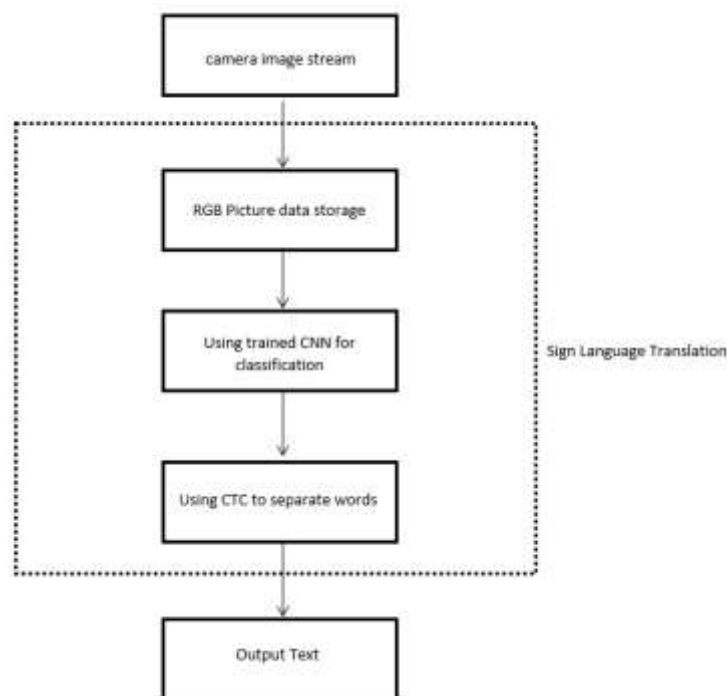 camera image stream
RGB Picture data storage
Using trained CNN for
classification
Sign Language Translation
Using CTC to separate words
Output Text